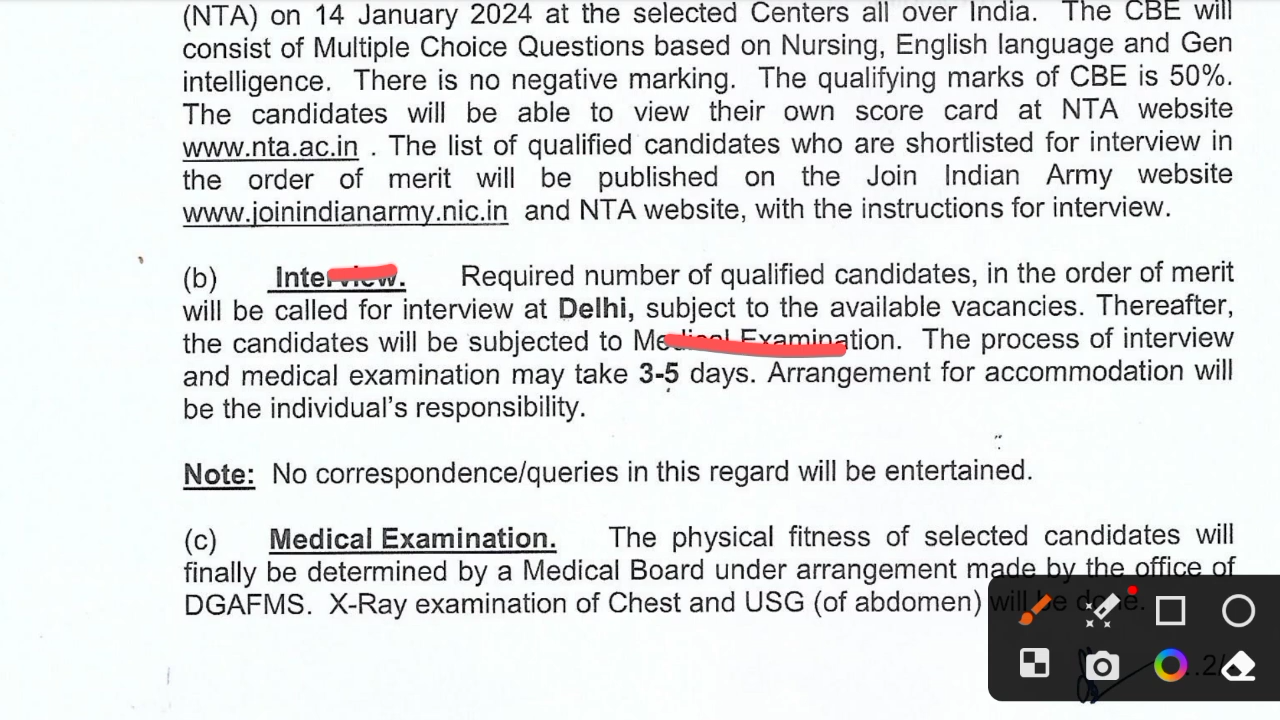 (NTA) on 14 January 2024 at the selected Centers all over India. The CBE will
consist of Multiple Choice Questions based on Nursing, English language and Gen
intelligence. There is no negative marking. The qualifying marks of CBE is 50%.
The candidates will be able to view their own score card at NTA website
www.nta.ac.in . The list of qualified candidates who are shortlisted for interview in
the order of merit will be published on the Join Indian Army website
www.joinindianarmy.nic.in and NTA website, with the instructions for interview.
(b) Interview. Required number of qualified candidates, in the order of merit
will be called for interview at Delhi, subject to the available vacancies. Thereafter,
the candidates will be subjected to Medical Examination. The process of interview
and medical examination may take 3-5 days. Arrangement for accommodation will
be the individual's responsibility.
Note: No correspondence/queries in this regard will be entertained.
(c) Medical Examination. The physical fitness of selected candidates will
finally be determined by a Medical Board under arrangement made by the office of
DGAFMS. X-Ray examination of Chest and USG (of abdomen) will be done.